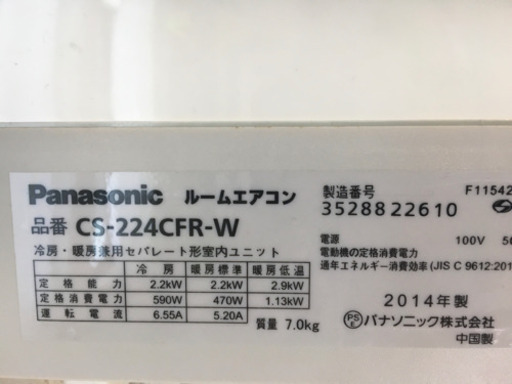 Panasonic ルームエアコン
品番 CS-224CFR-W
冷房・暖房兼用セパレート形室内ユニット
冷房 暖房標準 暖房低温
定格能力 2.2kW 2.2kW 2.9kW
定格消費電力 590W 470W 1.13kW
運転電流 6.55A 5.20A
質量 7.0kg
製造番号 F11542
3528822610
電源 100V 50
電動機の定格消費電力
通年エネルギー消費効率(JIS C 9612:201
2014年製
PSE パナソニック株式会社
中国製